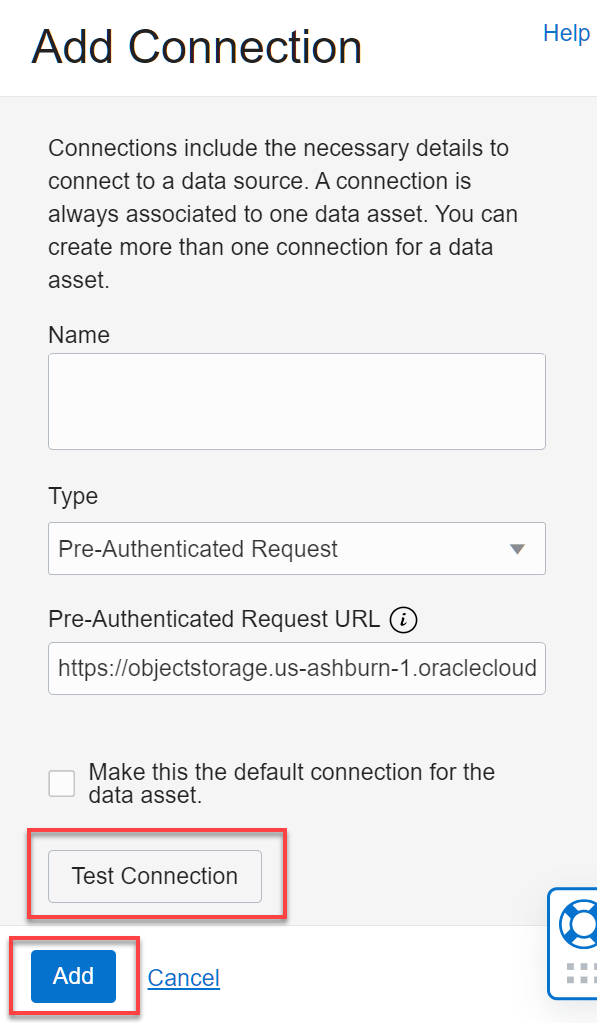 Add Connection
Help
Connections include the necessary details to
connect to a data source. A connection is
always associated to one data asset. You can
create more than one connection for a data
asset.
Name
Type
Pre-Authenticated Request
Pre-Authenticated Request URL i
https://objectstorage.us-ashburn-1.oraclecloud
Make this the default connection for the
data asset.
Test Connection
Add
Cancel